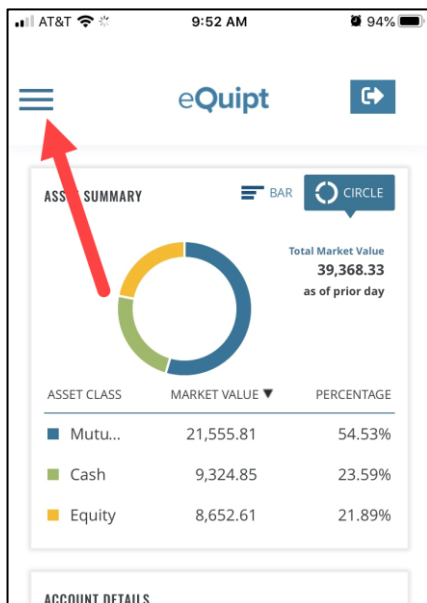 AT&T 9:52 AM 94%
eQuipt
ASSET SUMMARY BAR CIRCLE
Total Market Value
39,368.33
as of prior day
ASSET CLASS MARKET VALUE ▼ PERCENTAGE
Mutu... 21,555.81 54.53%
Cash 9,324.85 23.59%
Equity 8,652.61 21.89%
ACCOUNT DETAILS